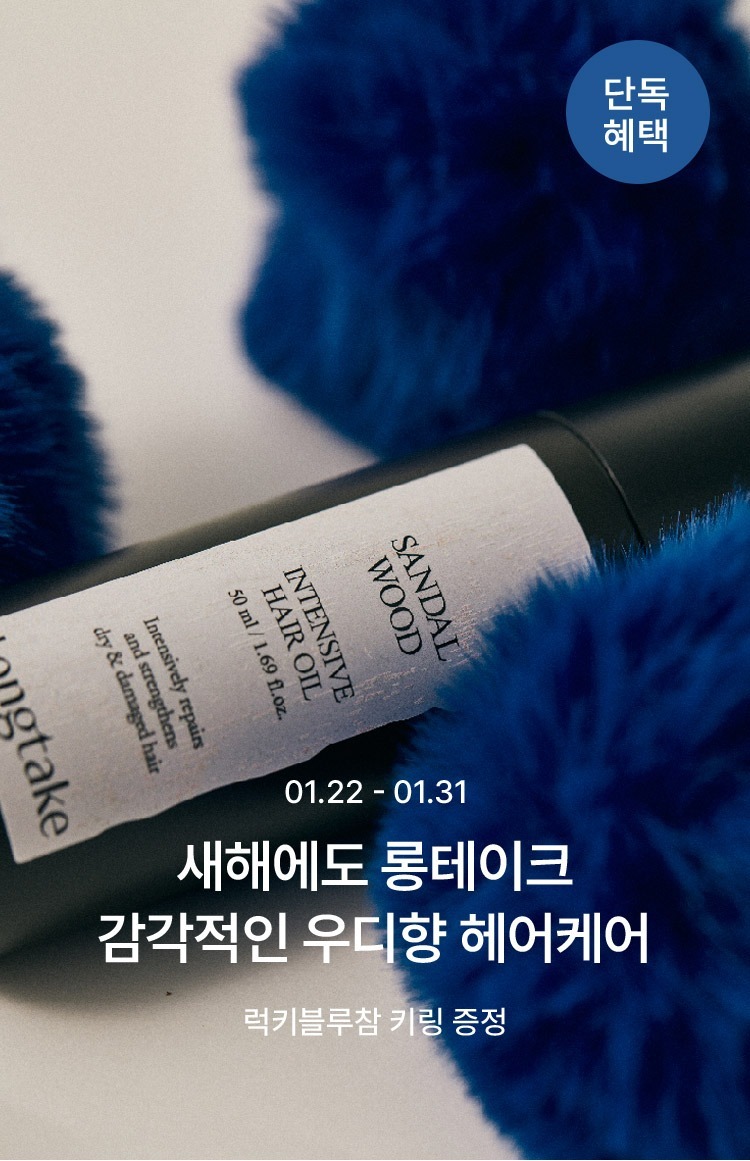 단독
혜택
SANDAL
WOOD
INTENSIVE
HAIR OIL
50 ml / 1.69 fl.oz.
Intensively repairs
and strengthens
dry & damaged hair
longtake
01.22 - 01.31
새해에도 롱테이크
감각적인 우디향 헤어케어
럭키블루참 키링 증정